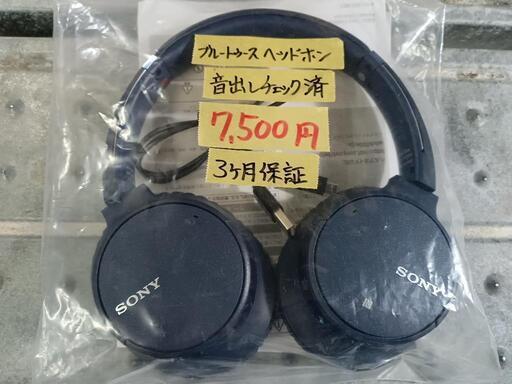 ブルートゥース ヘッドホン
音出しチェック済
7,500円
3ヶ月保証
SONY
SONY